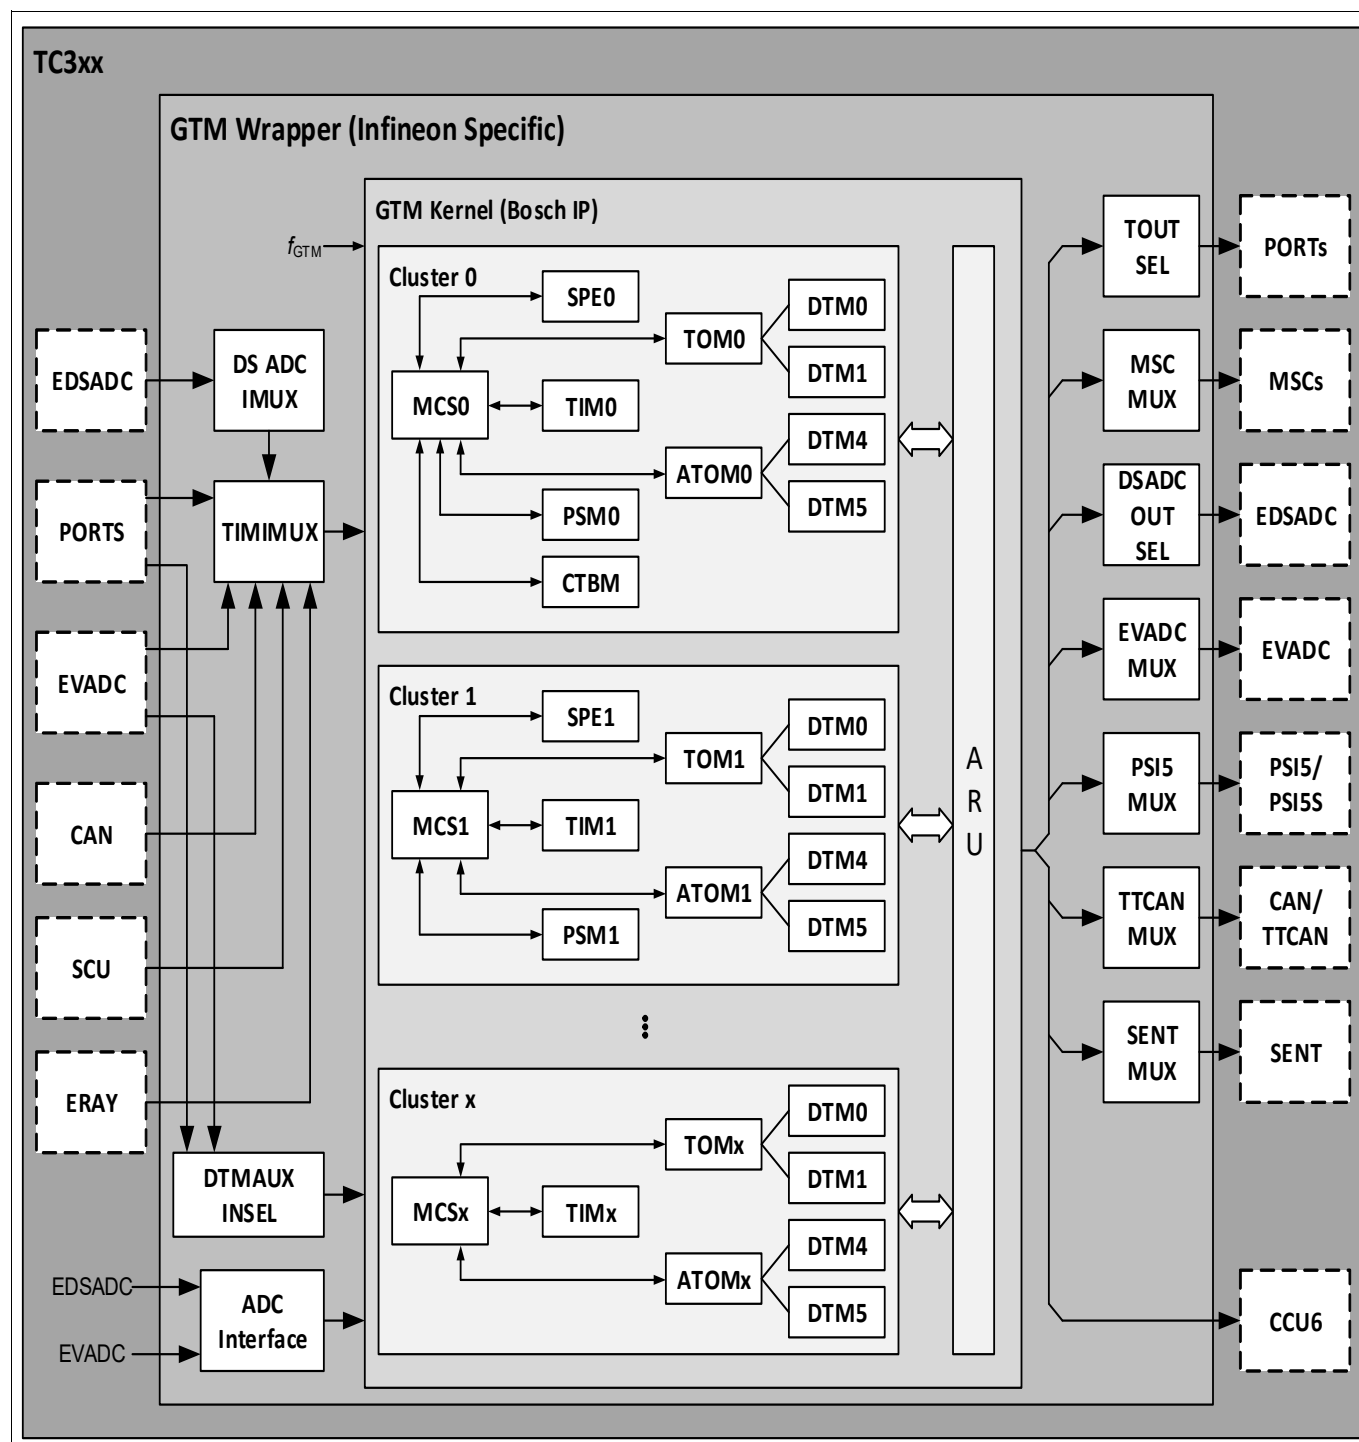 TC3xx
GTM Wrapper (Infineon Specific)
GTM Kernel (Bosch IP)
fGTM
EDSADC
DS ADC
IMUX
PORTS
TIMIMUX
EVADC
CAN
SCU
ERAY
DTMAUX
INSEL
EDSADC
EVADC
ADC
Interface
Cluster 0
SPE0
MCS0
TIM0
PSM0
CTBM
TOM0
ATOM0
DTM0
DTM1
DTM4
DTM5
Cluster 1
SPE1
MCS1
TIM1
PSM1
TOM1
ATOM1
DTM0
DTM1
DTM4
DTM5
Cluster x
MCSx
TIMx
TOMx
ATOMx
DTM0
DTM1
DTM4
DTM5
A
R
U
TOUT
SEL
PORTs
MSC
MUX
MSCs
DSADC
OUT
SEL
EDSADC
EVADC
MUX
EVADC
PSI5
MUX
PSI5/
PSI5S
TTCAN
MUX
CAN/
TTCAN
SENT
MUX
SENT
CCU6